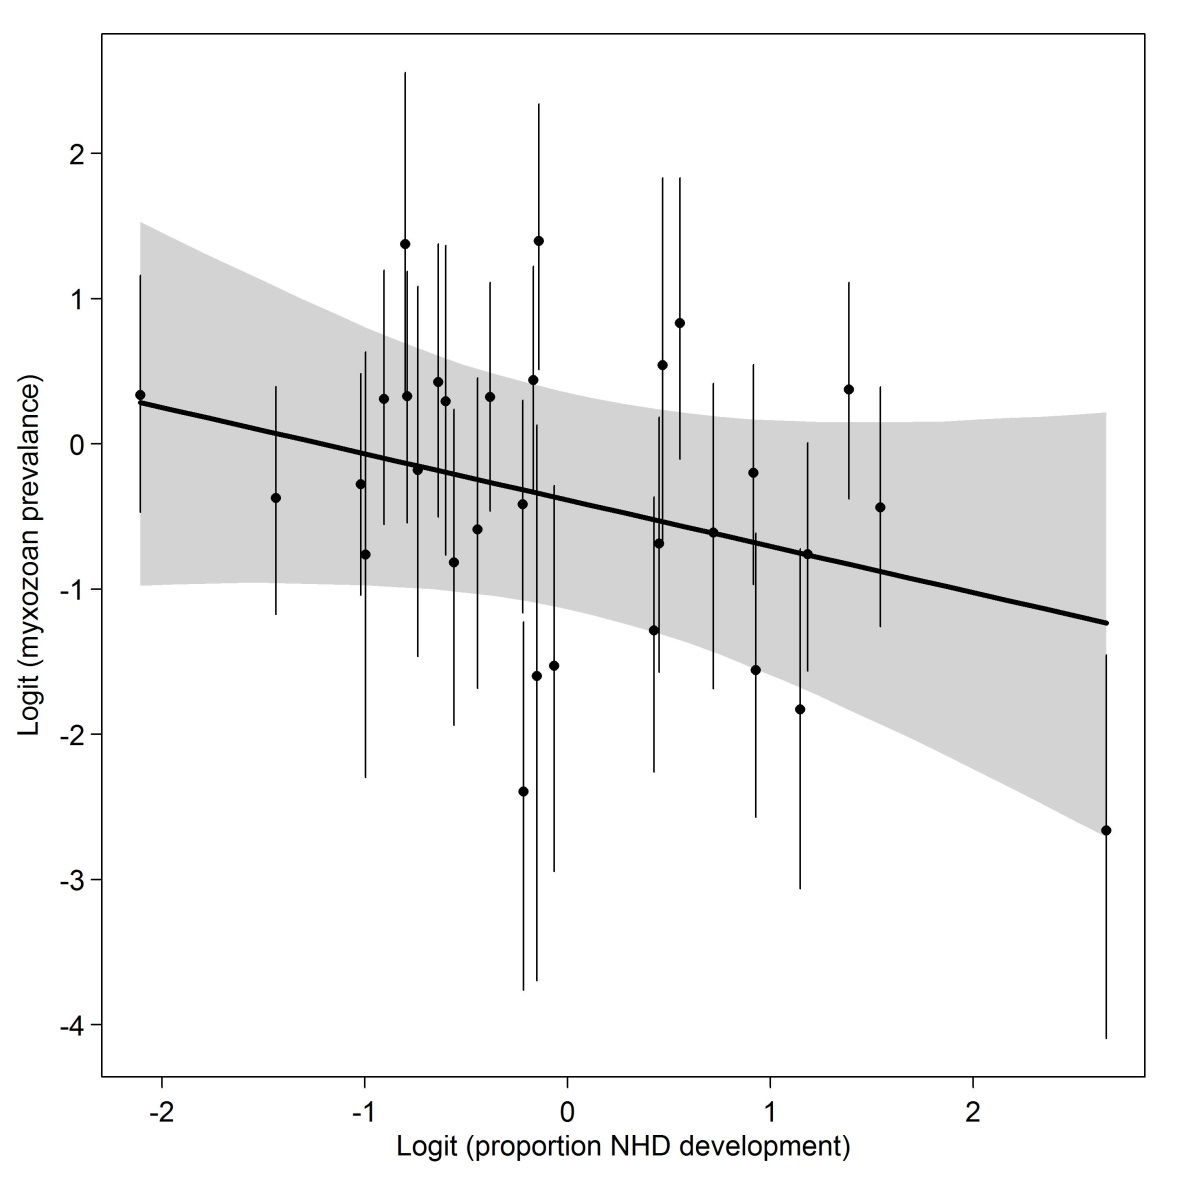 Logit (myxozoan prevalance)
2
1
0
-1
-2
-3
-4
-2 -1 0 1 2
Logit (proportion NHD development)